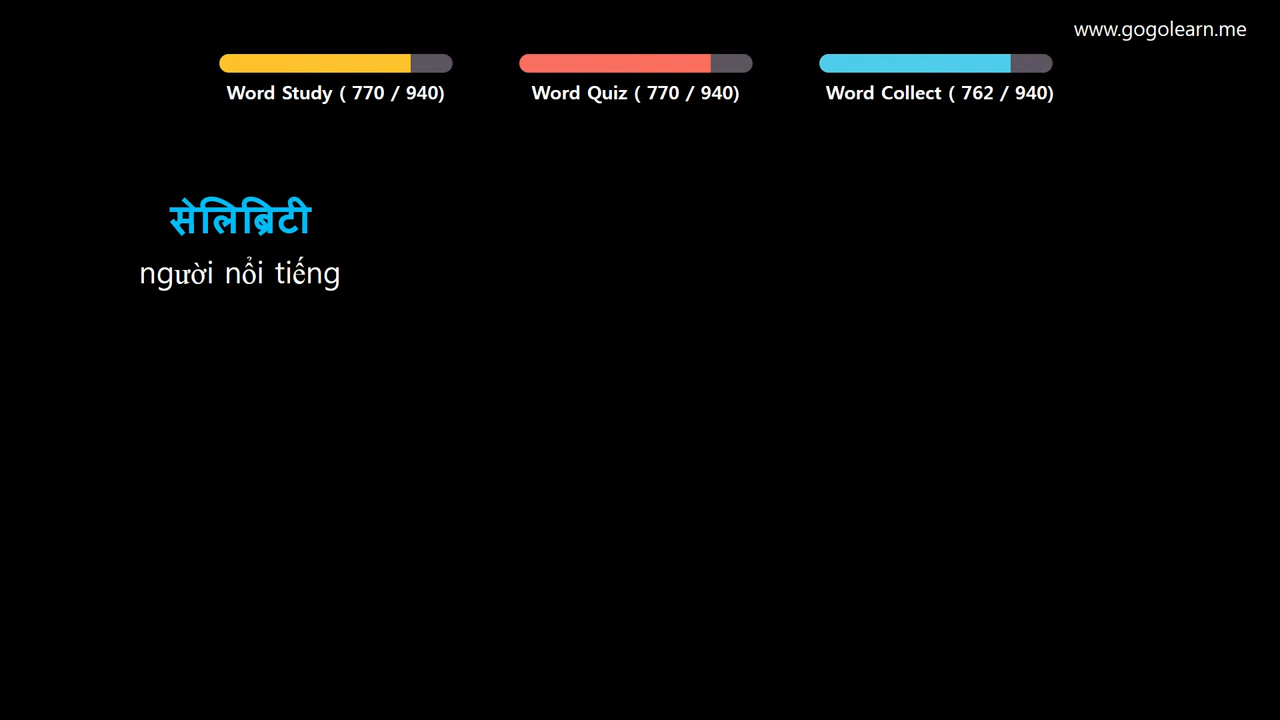 www.gogolearn.me
Word Study ( 770 / 940)
Word Quiz ( 770 / 940)
Word Collect ( 762 / 940)
सेलिब्रिटी
người nổi tiếng